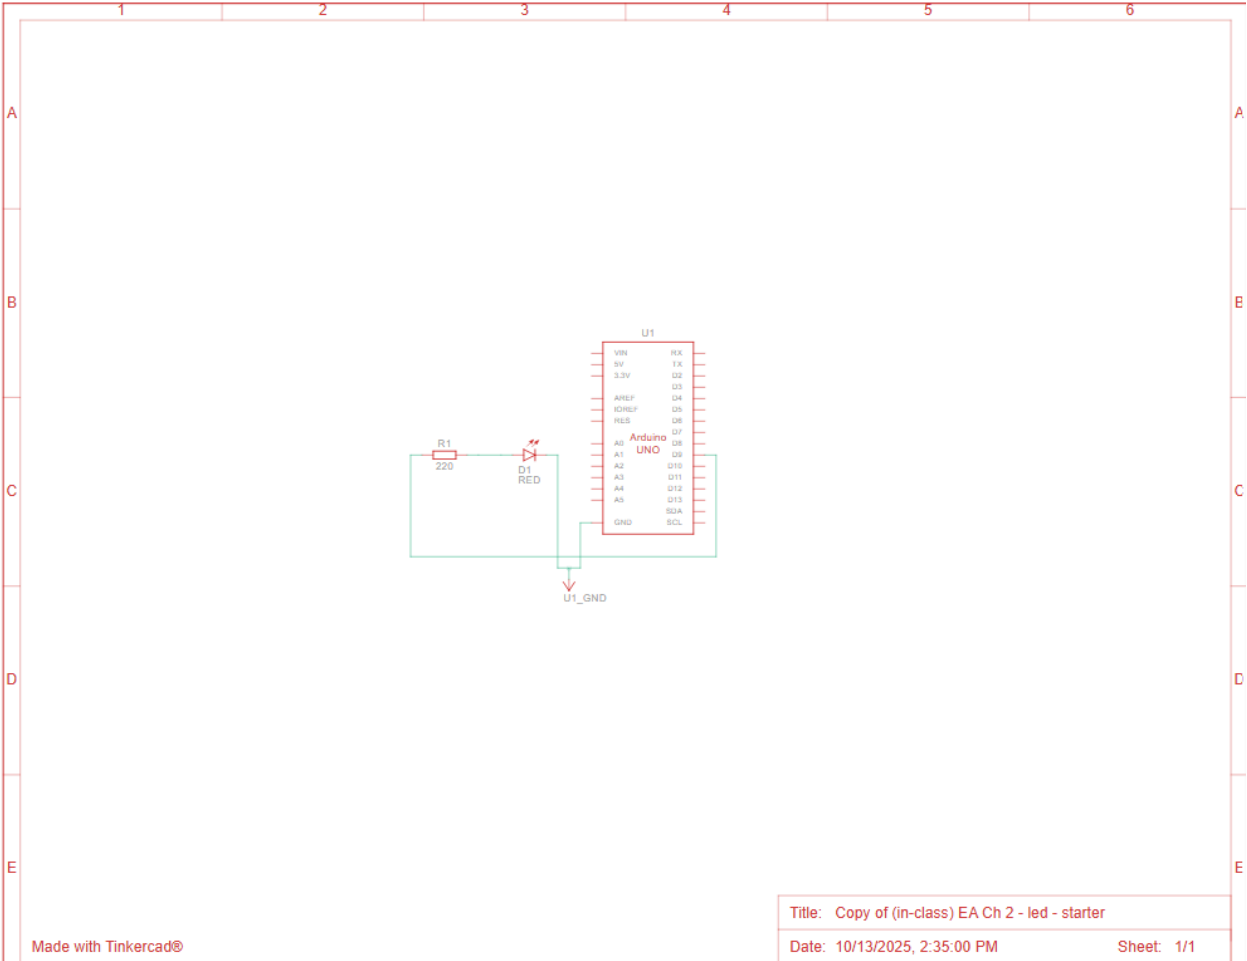 1 2 3 4 5 6
A A
B B
U1
VIN RX
5V TX
3.3V D2
D3
AREF D4
IOREF D5
RES D6
D7
A0 D8
A1 D9
A2 D10
A3 D11
A4 D12
A5 D13
SDA
GND SCL
Arduino
UNO
R1
220
D1
RED
C C
U1_GND
D D
E E
Title: Copy of (in-class) EA Ch 2 - led - starter
Made with Tinkercad® Date: 10/13/2025, 2:35:00 PM Sheet: 1/1